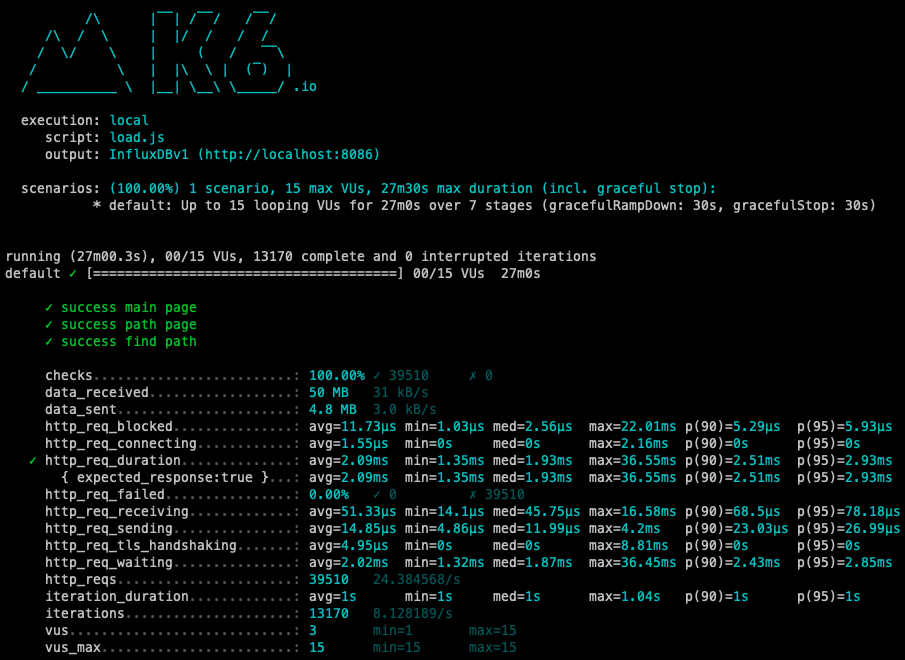 .io
execution: local
script: load.js
output: InfluxDBv1 (http://localhost:8086)
scenarios: (100.00%) 1 scenario, 15 max VUs, 27m30s max duration (incl. graceful stop):
* default: Up to 15 looping VUs for 27m0s over 7 stages (gracefulRampDown: 30s, gracefulStop: 30s)
running (27m00.3s), 00/15 VUs, 13170 complete and 0 interrupted iterations
default ✓ [======================================] 00/15 VUs  27m0s
✓ success main page
✓ success path page
✓ success find path
checks.........................: 100.00% ✓ 39510 ✗ 0
data_received..................: 50 MB 31 kB/s
data_sent......................: 4.8 MB 3.0 kB/s
http_req_blocked...............: avg=11.73µs min=1.03µs med=2.56µs max=22.01ms p(90)=5.29µs p(95)=5.93µs
http_req_connecting............: avg=1.55µs min=0s med=0s max=2.16ms p(90)=0s p(95)=0s
✓ http_req_duration..............: avg=2.09ms min=1.35ms med=1.93ms max=36.55ms p(90)=2.51ms p(95)=2.93ms
{ expected_response:true }...: avg=2.09ms min=1.35ms med=1.93ms max=36.55ms p(90)=2.51ms p(95)=2.93ms
http_req_failed................: 0.00% ✓ 0 ✗ 39510
http_req_receiving.............: avg=51.33µs min=14.1µs med=45.75µs max=16.58ms p(90)=68.5µs p(95)=78.18µs
http_req_sending...............: avg=14.85µs min=4.86µs med=11.99µs max=4.2ms p(90)=23.03µs p(95)=26.99µs
http_req_tls_handshaking.......: avg=4.95µs min=0s med=0s max=8.81ms p(90)=0s p(95)=0s
http_req_waiting...............: avg=2.02ms min=1.32ms med=1.87ms max=36.45ms p(90)=2.43ms p(95)=2.85ms
http_reqs......................: 39510 24.384568/s
iteration_duration.............: avg=1s min=1s med=1s max=1.04s p(90)=1s p(95)=1s
iterations.....................: 13170 8.128189/s
vus............................: 3 min=1 max=15
vus_max........................: 15 min=15 max=15